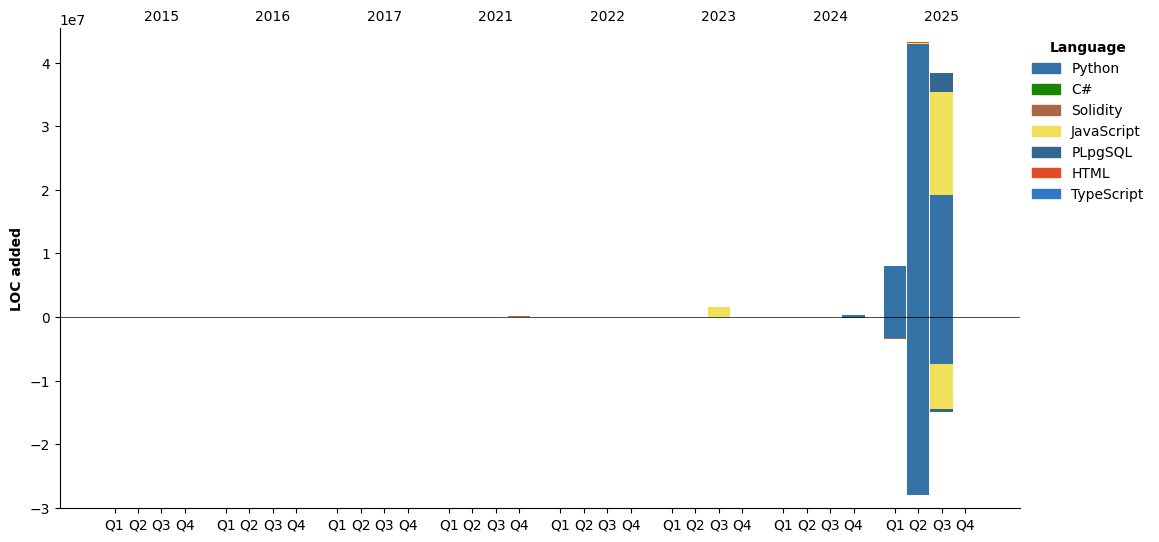 1e7
2015 2016 2017 2021 2022 2023 2024 2025
Language
Python
C#
Solidity
JavaScript
PLpgSQL
HTML
TypeScript
LOC added
4
3
2
1
0
−1
−2
−3
Q1 Q2 Q3 Q4 Q1 Q2 Q3 Q4 Q1 Q2 Q3 Q4 Q1 Q2 Q3 Q4 Q1 Q2 Q3 Q4 Q1 Q2 Q3 Q4 Q1 Q2 Q3 Q4 Q1 Q2 Q3 Q4